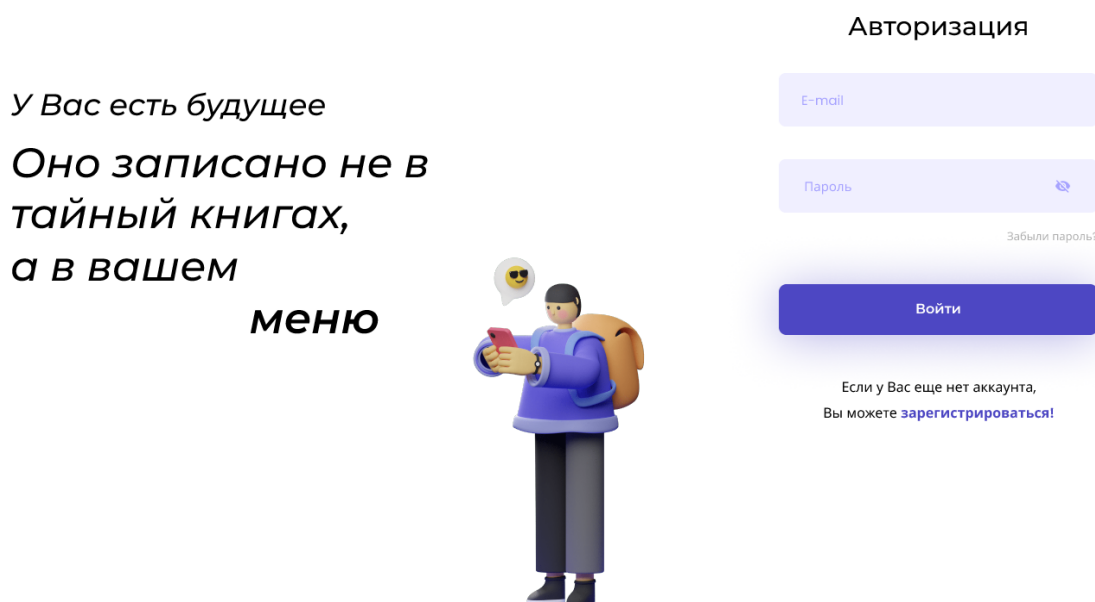 У Вас есть будущее
Оно записано не в
тайный книгах,
а в вашем
меню
Авторизация
E-mail
Пароль
Забыли пароль?
Войти
Если у Вас еще нет аккаунта,
Вы можете зарегистрироваться!